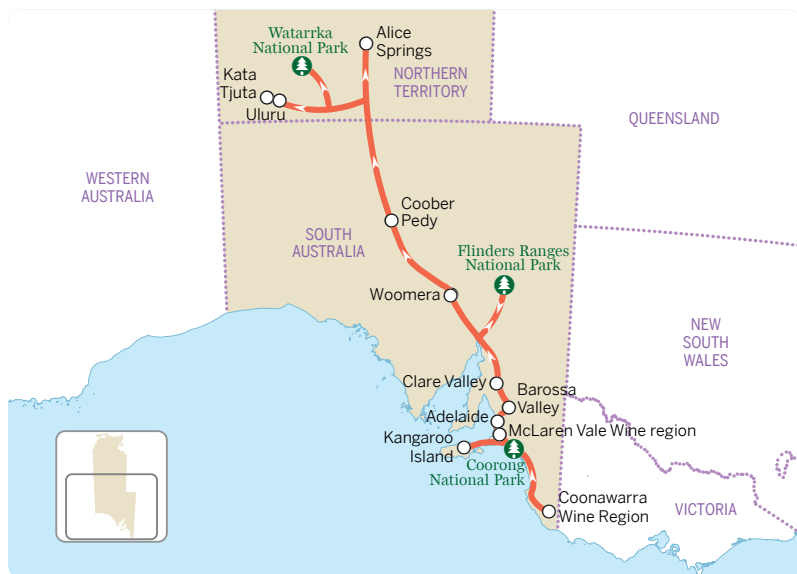 Watarrka
National Park
Alice
Springs
Kata
Tjuta
Uluru
NORTHERN
TERRITORY
QUEENSLAND
WESTERN
AUSTRALIA
Coober
Pedy
SOUTH
AUSTRALIA
Flinders Ranges
National Park
Woomera
NEW
SOUTH
WALES
Clare Valley
Barossa
Valley
Adelaide
McLaren Vale Wine region
Kangaroo
Island
Coorong
National Park
Coonawarra
Wine Region
VICTORIA